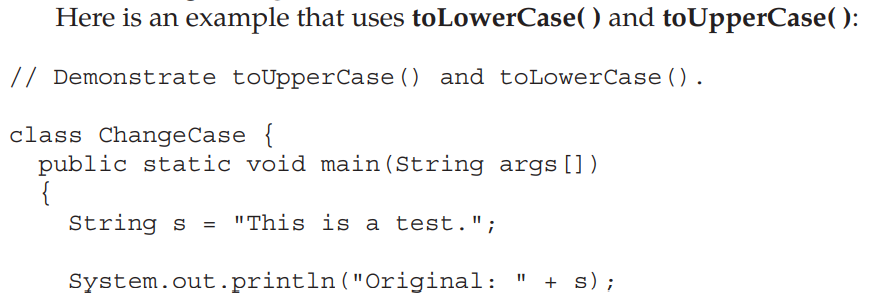 Here is an example that uses toLowerCase( ) and toUpperCase( ):
// Demonstrate toUpperCase() and toLowerCase().
class ChangeCase {
public static void main(String args[])
{
String s = "This is a test.";
System.out.println("Original: " + s);